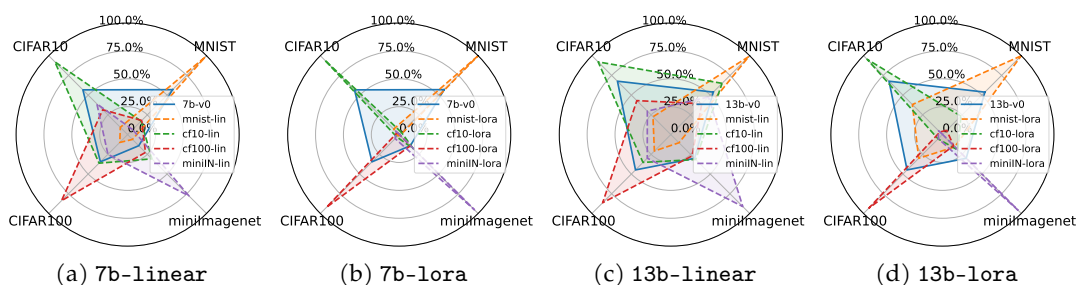 100.0%
CIFAR10
MNIST
75.0%
50.0%
25.0%
0.0%
7b-v0
mnist-lin
cf10-lin
cf100-lin
miniIN-lin
CIFAR100
miniImagenet
(a) 7b-linear
100.0%
CIFAR10
MNIST
75.0%
50.0%
25.0%
0.0%
7b-v0
mnist-lora
cf10-lora
cf100-lora
miniIN-lora
CIFAR100
miniImagenet
(b) 7b-lora
100.0%
CIFAR10
MNIST
75.0%
50.0%
25.0%
0.0%
13b-v0
mnist-lin
cf10-lin
cf100-lin
miniIN-lin
CIFAR100
miniImagenet
(c) 13b-linear
100.0%
CIFAR10
MNIST
75.0%
50.0%
25.0%
0.0%
13b-v0
mnist-lora
cf10-lora
cf100-lora
miniIN-lora
CIFAR100
miniImagenet
(d) 13b-lora